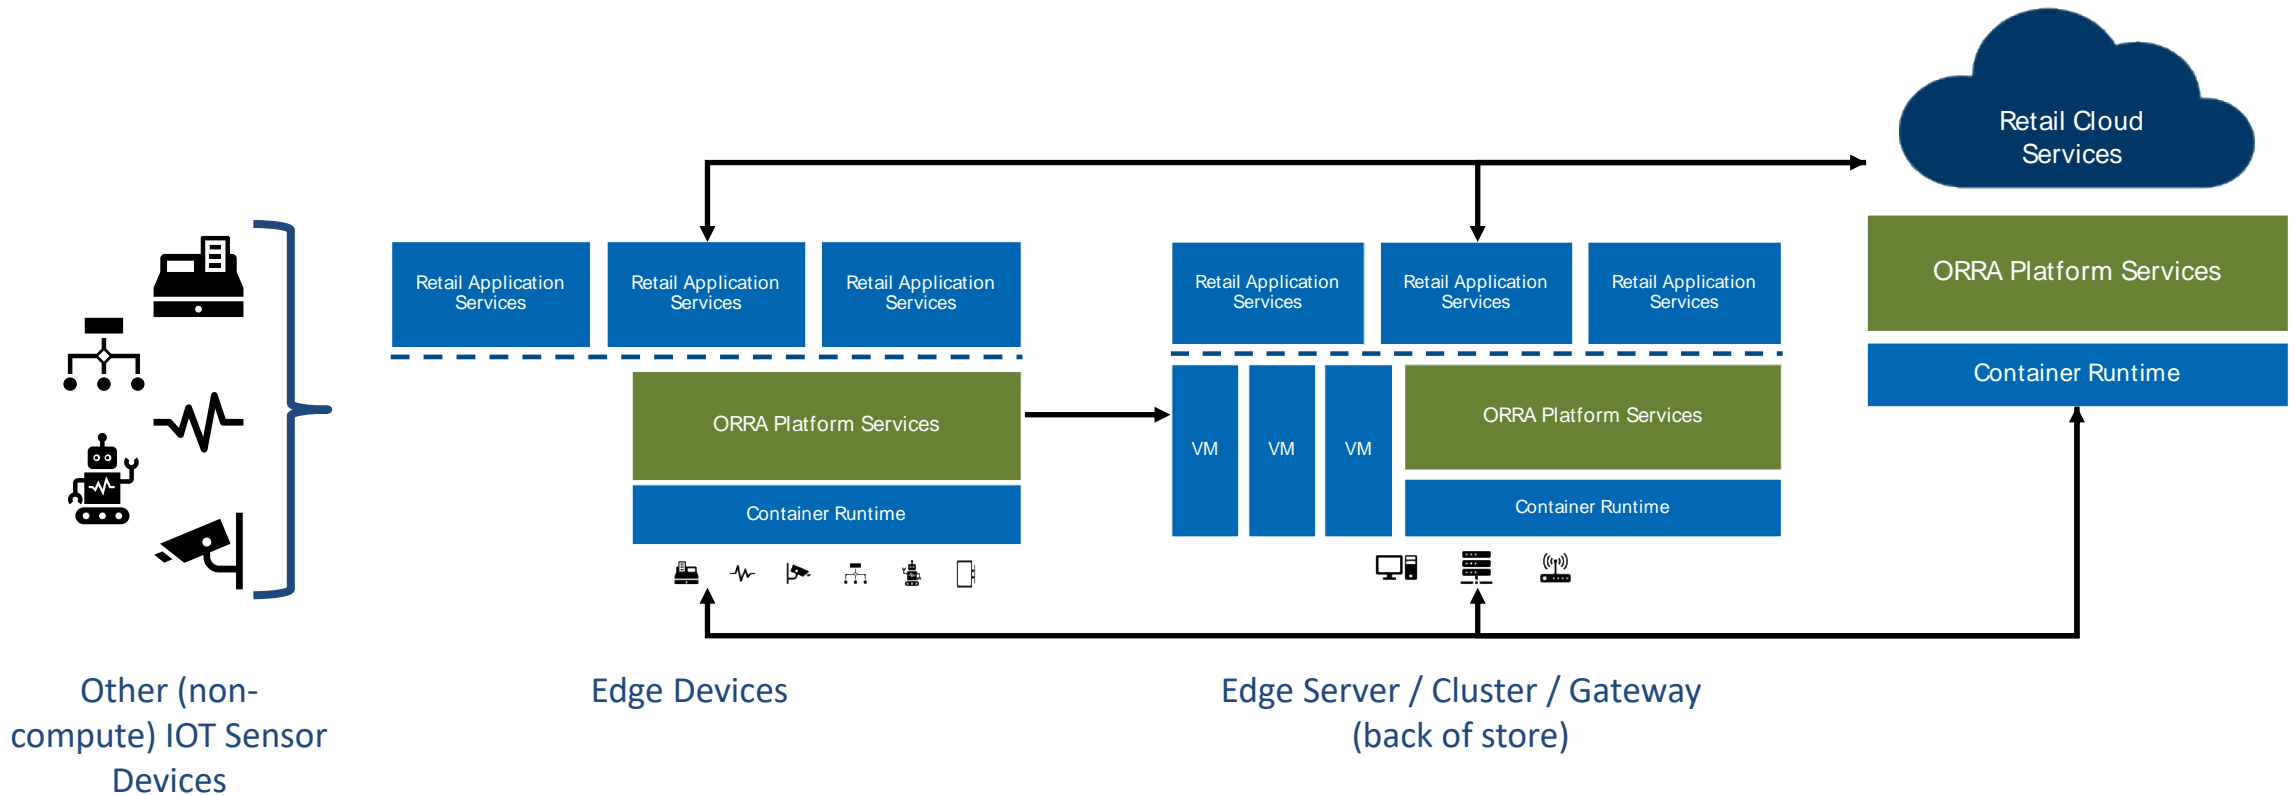 Retail Cloud
Services
ORRA Platform Services
Container Runtime
Retail Application
Services
Retail Application
Services
Retail Application
Services
ORRA Platform Services
Container Runtime
Retail Application
Services
Retail Application
Services
Retail Application
Services
VM
VM
VM
ORRA Platform Services
Container Runtime
Other (non-
compute) IOT Sensor
Devices
Edge Devices
Edge Server / Cluster / Gateway
(back of store)